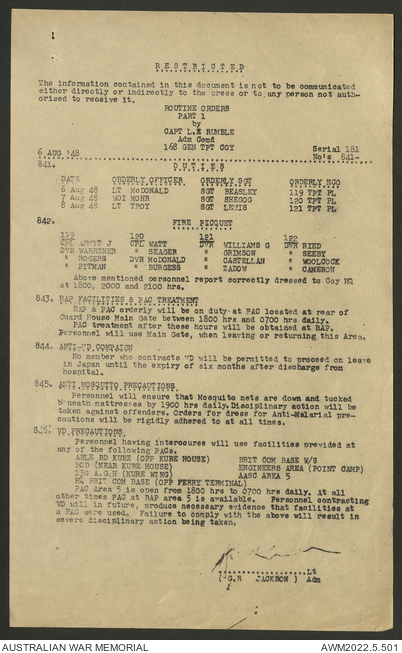 RESTRICTED
The information contained in this document is not to be communicated
either directly or indirectly to the press or to any person not auth-
orised to receive it.
ROUTINE ORDERS
PART 1
by
CAPT L.E RUMBLE
Adm Comd
168 GEN TPT COY
Serial 181
6 AUG '48 No's 841-
841. DUTIES
DATE ORDERLY OFFICER ORDERLY SGT ORDERLY NCO
6 Aug 48 LT McDONALD SGT BEASLEY 119 TPT PL
7 Aug 48 WOI MOHR SGT SHEGOG 120 TPT PL
8 Aug 48 LT TROY SGT LEWIS 121 TPT PL
842. FIRE PICQUET
119 120 121 122
CPL J CPL WATT DVR WILLIAMS G DVR RIED
DVR WARRENER " SEAGER " GRIMSON " SEXBY
" ROGERS DVR McDONALD " CASTELLAN " WOOLCOCK
" PITMAN " BURGESS " ZADOW " CAMERON
Above mentioned personnel report correctly dressed to Coy HQ
at 1800, 2000 and 2100 hrs.
843. RAP FACILITIES & PAC TREATMENT
RAP & PAC orderly will be on duty at PAC located at rear of
Guard House Main Gate between 1800 hrs and 0700 hrs daily.
PAC treatment after these hours will be obtained at RAP.
Personnel will use Main Gate, when leaving or returning this Area.
844. ANTI-VD COMPAIGN
No member who contracts VD will be permitted to proceed on leave
in Japan until the expiry of six months after discharge from
hospital.
845. ANTI MOSQUITO PRECAUTIONS
Personnel will ensure that Mosquito nets are down and tucked
beneath mattresses by 1900 hrs daily. Disciplinary action will be
taken against offenders. Orders for dress for Anti-Malarial pre-
cautions will be rigidly adhered to at all times.
VD PRECAUTIONS
Personnel having intercourse will use facilities provided at
any of the following PACs.
ABLE RD KURE (OPP KURE HOUSE) BRIT COM BASE W/S
BOD (NEAR KURE HOUSE) ENGINEERS AREA (POINT CAMP)
130 A.G.H (KURE WING) AASC AREA 5
HQ BRIT COM BASE (OPP FERRY TERMINAL)
PAC Area 5 is open from 1800 hrs to 0700 hrs daily. At all
other times PAC at RAP area 5 is available. Personnel contracting
VD will in future, produce necessary evidence that facilities at
a PAC were used. Failure to comply with the above will result in
severe disciplinary action being taken.
..................Lt
(G.R JACKSON ) Adm
AUSTRALIAN WAR MEMORIAL AWM2022.5.501